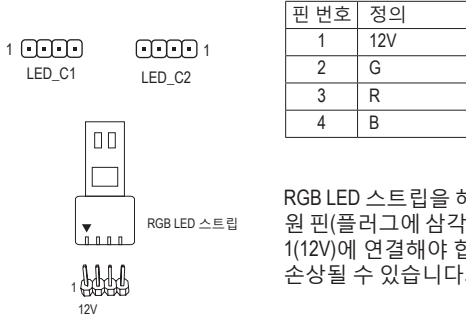 1
LED_C1
1
LED_C2
핀 번호 정의
1 12V
2 G
3 R
4 B
RGB LED 스트립
1
12V
RGB LED 스트립을
원 핀(플러그에 삼각
1(12V)에 연결해야
손상될 수 있습니다